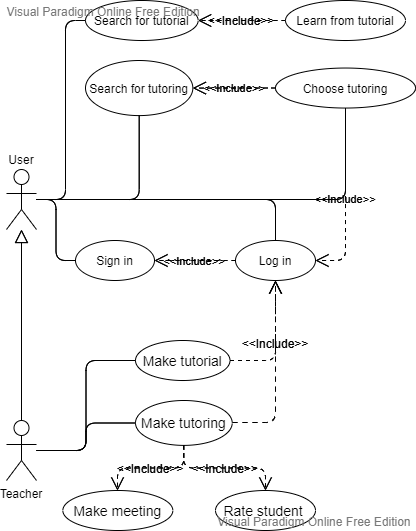 Visual Paradigm Online Free Edition
Search for tutorial
<<Include>>
Learn from tutorial
Search for tutoring
<<Include>>
Choose tutoring
User
<<Include>>
Sign in
<<Include>>
Log in
<<Include>>
Make tutorial
Make tutoring
<<Include>>
<<Include>>
Teacher
Make meeting
Rate student
Visual Paradigm Online Free Edition